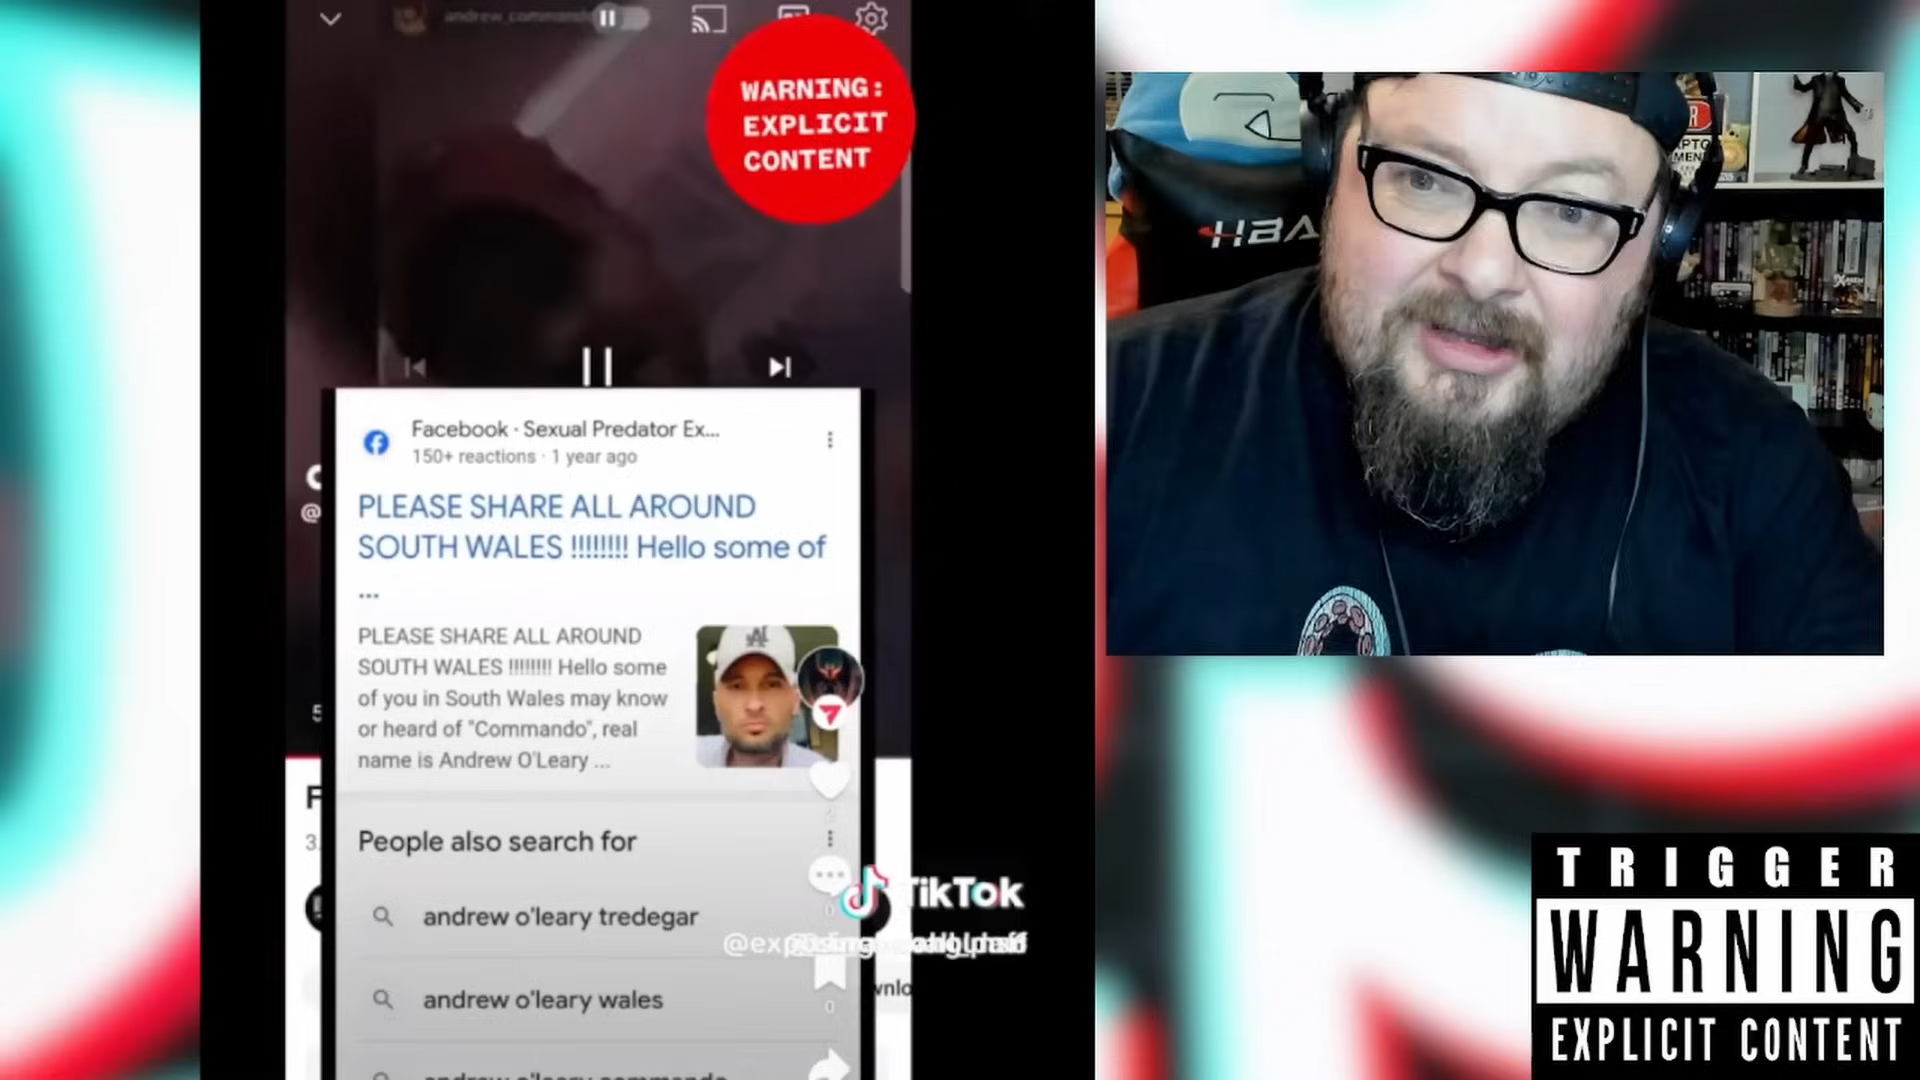 WARNING:
EXPLICIT
CONTENT
Facebook · Sexual Predator Ex...
150+ reactions · 1 year ago
PLEASE SHARE ALL AROUND
SOUTH WALES !!!!!!!! Hello some of
...
PLEASE SHARE ALL AROUND
SOUTH WALES !!!!!!!! Hello some
of you in South Wales may know
or heard of "Commando", real
name is Andrew O'Leary ...
People also search for
andrew o'leary tredegar
andrew o'leary wales
andrew o'leary commando
TikTok
TRIGGER
WARNING
EXPLICIT CONTENT